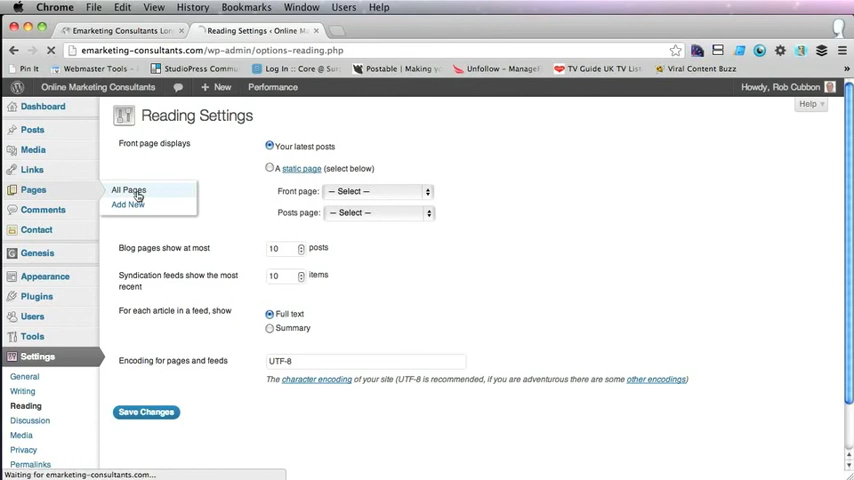 Chrome File Edit View History Bookmarks Window Users Help
Emarketing Consultants Lon
Reading Settings ‹ Online M
emarketing-consultants.com/wp-admin/options-reading.php
Pin It Webmaster Tools StudioPress Commu Log In :: Core @ Su Postable | Making yo Unfollow - ManageF TV Guide UK TV List Viral Content Buzz
Online Marketing Consultants + New Performance Howdy, Rob Cubbon
Help
Dashboard
Posts
Media
Links
Pages
Comments
Contact
Genesis
Appearance
Plugins
Users
Tools
Settings
General
Writing
Reading
Discussion
Media
Privacy
Permalinks
All Pages
Add New
Reading Settings
Front page displays Your latest posts
A static page (select below)
Front page: — Select —
Posts page: — Select —
Blog pages show at most 10 posts
Syndication feeds show the most recent 10 items
For each article in a feed, show Full text
Summary
Encoding for pages and feeds UTF-8
The character encoding of your site (UTF-8 is recommended, if you are adventurous there are some other encodings)
Save Changes
Waiting for emarketing-consultants.com...